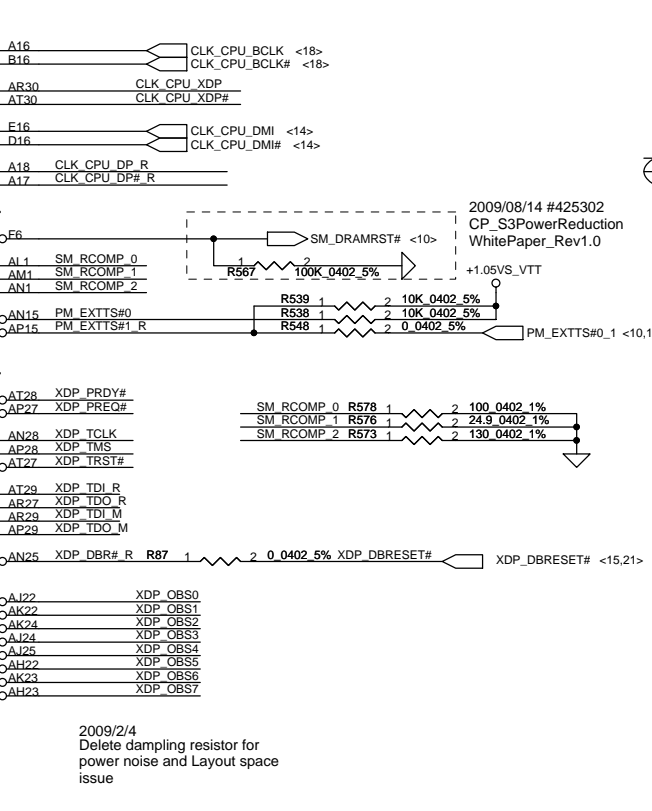 A16 CLK_CPU_BCLK <18>
B16 CLK_CPU_BCLK# <18>
AR30 CLK_CPU_XDP
AT30 CLK_CPU_XDP#
E16 CLK_CPU_DMI <14>
D16 CLK_CPU_DMI# <14>
A18 CLK_CPU_DP_R
A17 CLK_CPU_DP#_R
2009/08/14 #425302
CP_S3PowerReduction
WhitePaper_Rev1.0
F6 SM_DRAMRST# <10>
R567 1 2 100K_0402_5%
AL1 SM_RCOMP_0
AM1 SM_RCOMP_1
AN1 SM_RCOMP_2
+1.05VS_VTT
R539 1 2 10K_0402_5%
AN15 PM_EXTTS#0 R538 1 2 10K_0402_5%
AP15 PM_EXTTS#1_R R548 1 2 0_0402_5% PM_EXTTS#0_1 <10,1
AT28 XDP_PRDY#
AP27 XDP_PREQ#
SM_RCOMP_0 R578 1 2 100_0402_1%
SM_RCOMP_1 R576 1 2 24.9_0402_1%
SM_RCOMP_2 R573 1 2 130_0402_1%
AN28 XDP_TCLK
AP28 XDP_TMS
AT27 XDP_TRST#
AT29 XDP_TDI_R
AR27 XDP_TDO_R
AR29 XDP_TDI_M
AP29 XDP_TDO_M
AN25 XDP_DBR#_R R87 1 2 0_0402_5% XDP_DBRESET# XDP_DBRESET# <15,21>
AJ22 XDP_OBS0
AK22 XDP_OBS1
AK24 XDP_OBS2
AJ24 XDP_OBS3
AJ25 XDP_OBS4
AH22 XDP_OBS5
AK23 XDP_OBS6
AH23 XDP_OBS7
2009/2/4
Delete dampling resistor for
power noise and Layout space
issue